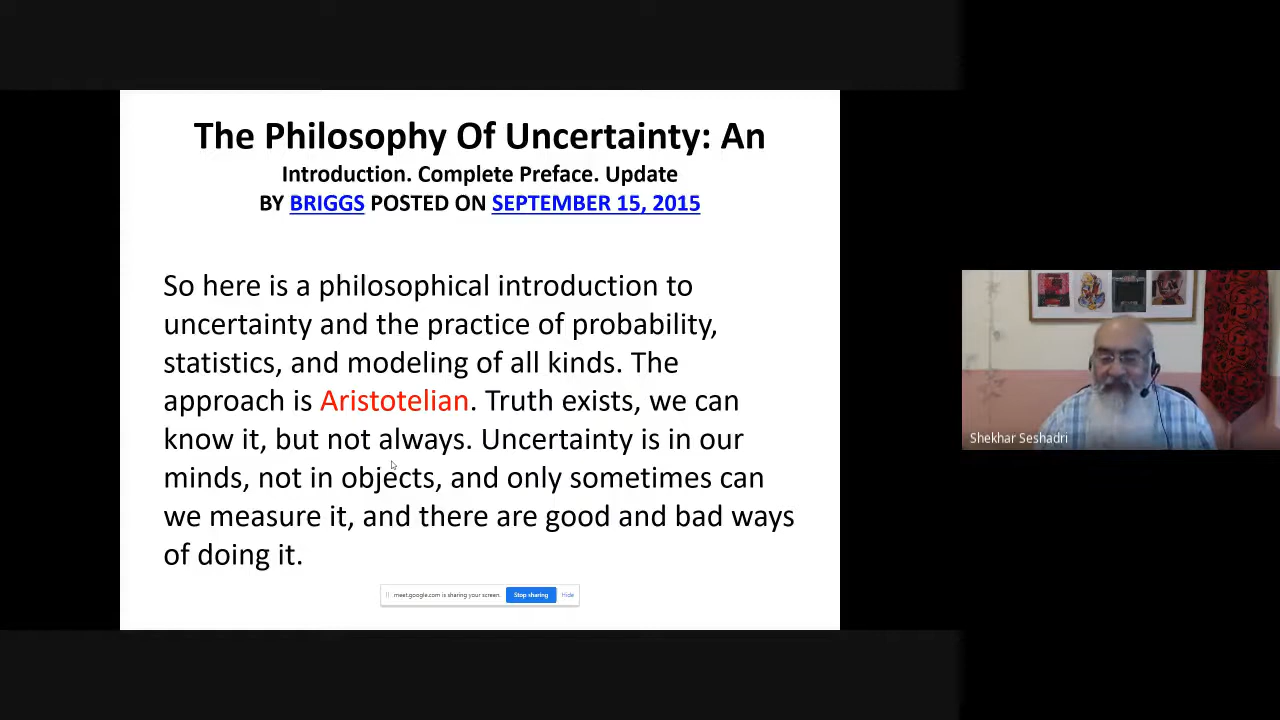 The Philosophy Of Uncertainty: An
Introduction. Complete Preface. Update
BY BRIGGS POSTED ON SEPTEMBER 15, 2015
So here is a philosophical introduction to
uncertainty and the practice of probability,
statistics, and modeling of all kinds. The
approach is Aristotelian. Truth exists, we can
know it, but not always. Uncertainty is in our
minds, not in objects, and only sometimes can
we measure it, and there are good and bad ways
of doing it.
meet.google.com is sharing your screen.
Stop sharing
Hide
Shekhar Seshadri